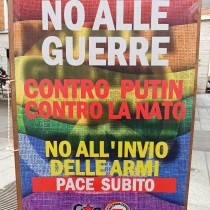 NO ALLE
GUERRE
CONTRO PUTIN
CONTRO LA NATO
NO ALL'INVIO
DELLE ARMI
PACE SUBITO